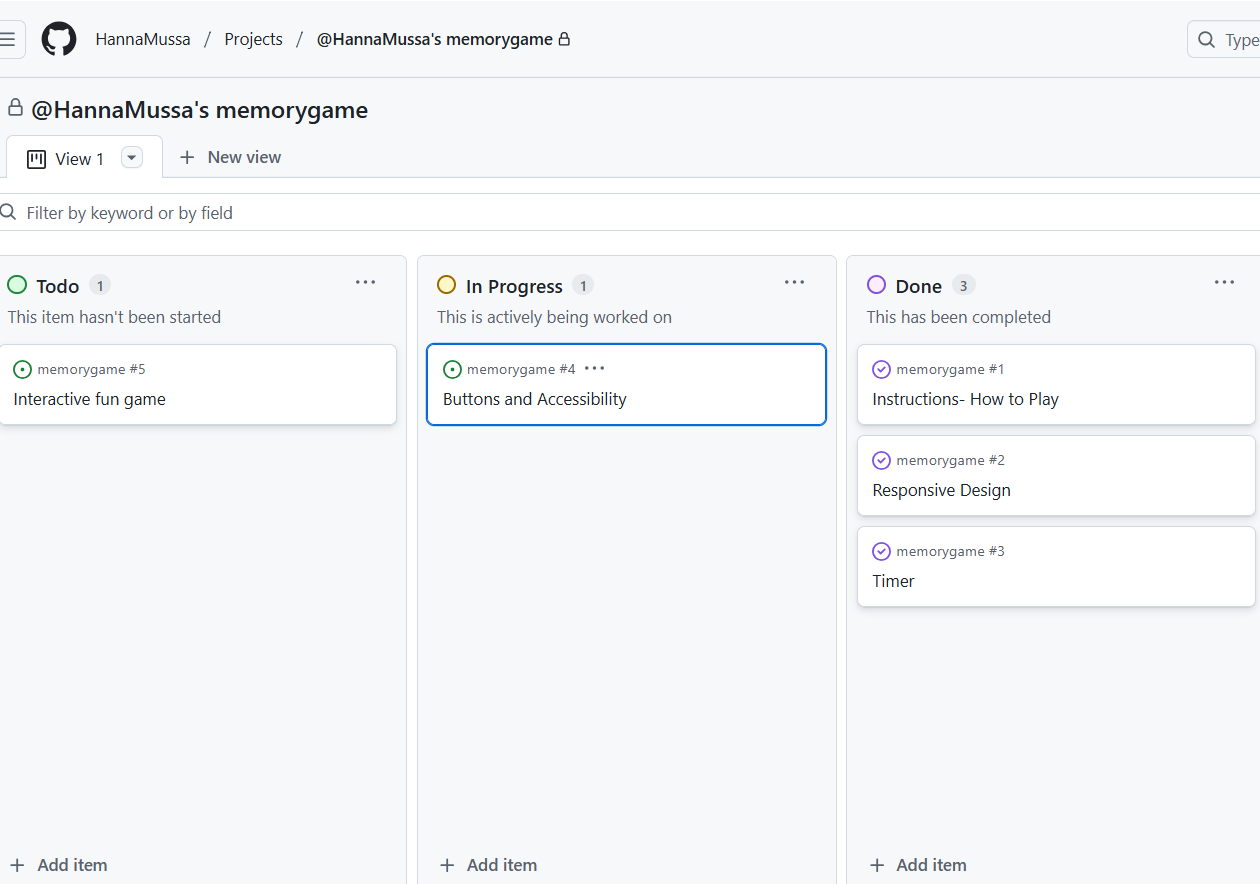 HannaMussa / Projects / @HannaMussa's memorygame
Type
@HannaMussa's memorygame
View 1
New view
Filter by keyword or by field
Todo 1
This item hasn't been started
memorygame #5
Interactive fun game
Add item
In Progress 1
This is actively being worked on
memorygame #4
Buttons and Accessibility
Add item
Done 3
This has been completed
memorygame #1
Instructions- How to Play
memorygame #2
Responsive Design
memorygame #3
Timer
Add item